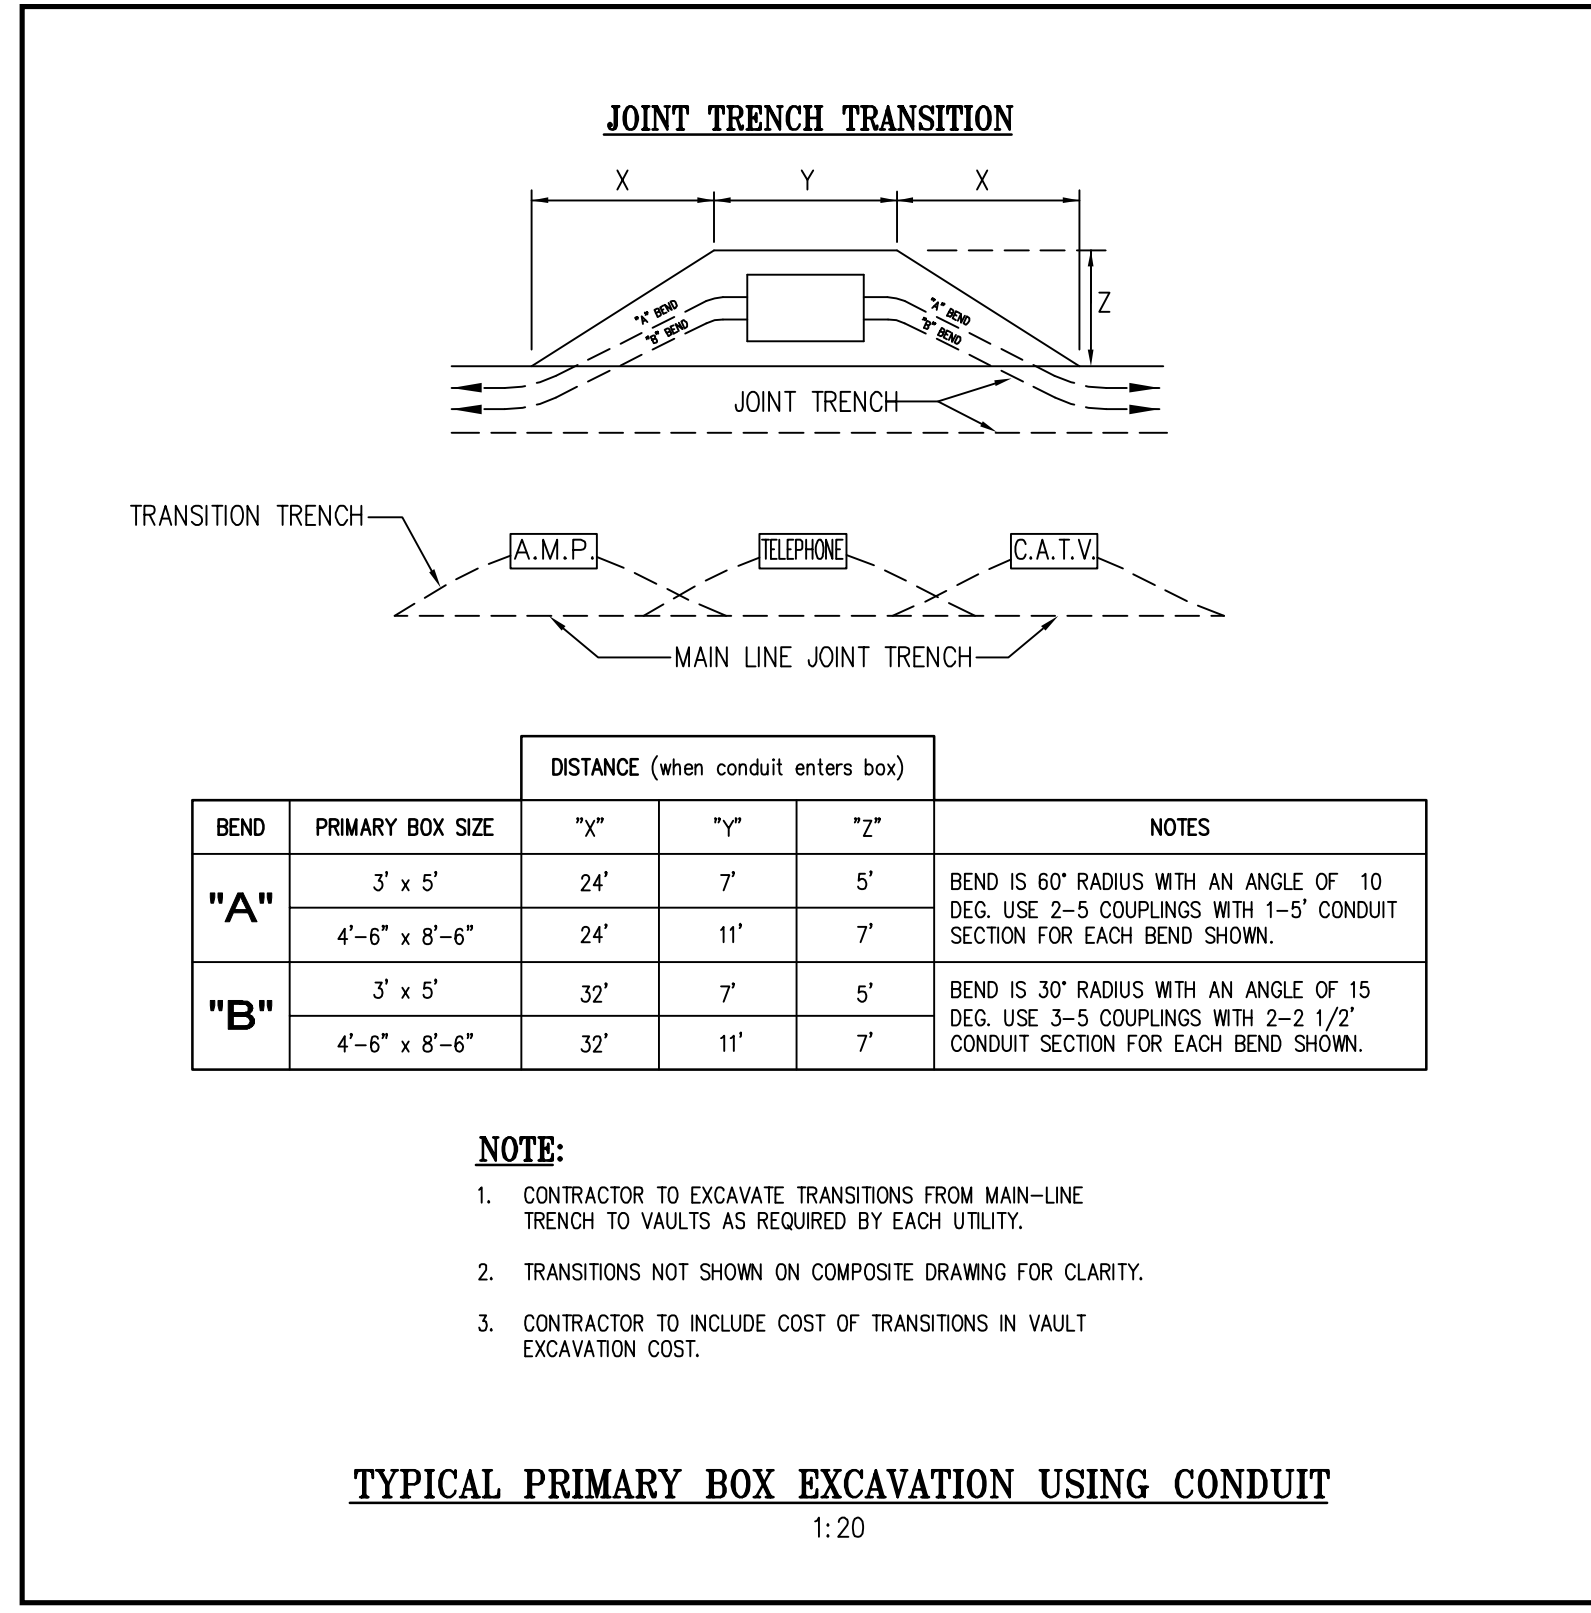 JOINT TRENCH TRANSITION
X Y X
Z
"A" BEND
"B" BEND
"A" BEND
"B" BEND
JOINT TRENCH
TRANSITION TRENCH
A.M.P. TELEPHONE C.A.T.V.
MAIN LINE JOINT TRENCH
DISTANCE (when conduit enters box)
BEND PRIMARY BOX SIZE "X" "Y" "Z" NOTES
"A"
3' x 5' 24' 7' 5'
4'-6" x 8'-6" 24' 11' 7'
BEND IS 60° RADIUS WITH AN ANGLE OF 10
DEG. USE 2-5 COUPLINGS WITH 1-5' CONDUIT
SECTION FOR EACH BEND SHOWN.
"B"
3' x 5' 32' 7' 5'
4'-6" x 8'-6" 32' 11' 7'
BEND IS 30° RADIUS WITH AN ANGLE OF 15
DEG. USE 3-5 COUPLINGS WITH 2-2 1/2'
CONDUIT SECTION FOR EACH BEND SHOWN.
NOTE:
1. CONTRACTOR TO EXCAVATE TRANSITIONS FROM MAIN-LINE
TRENCH TO VAULTS AS REQUIRED BY EACH UTILITY.
2. TRANSITIONS NOT SHOWN ON COMPOSITE DRAWING FOR CLARITY.
3. CONTRACTOR TO INCLUDE COST OF TRANSITIONS IN VAULT
EXCAVATION COST.
TYPICAL PRIMARY BOX EXCAVATION USING CONDUIT
1:20